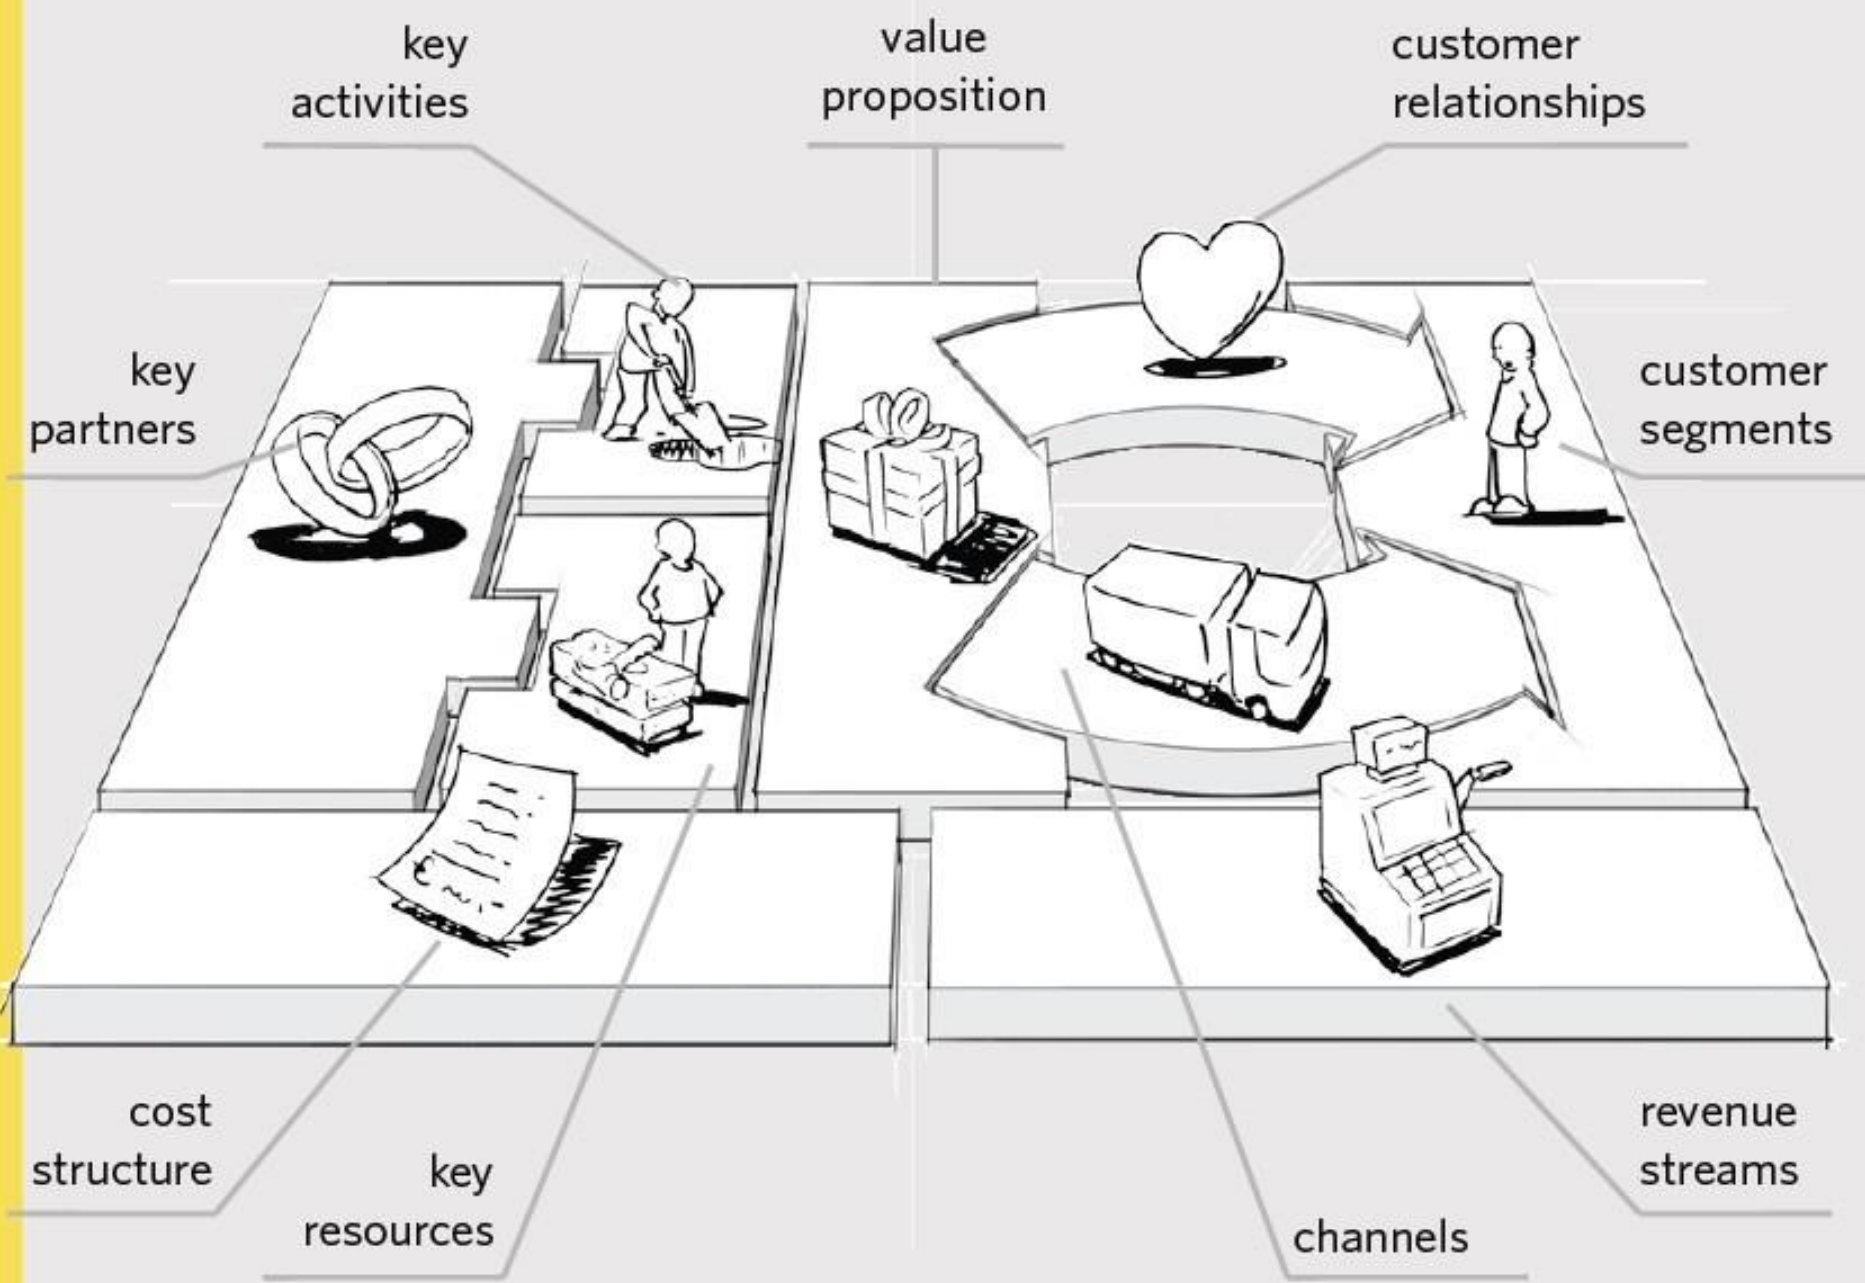 key
activities
value
proposition
customer
relationships
key
partners
customer
segments
cost
structure
key
resources
channels
revenue
streams